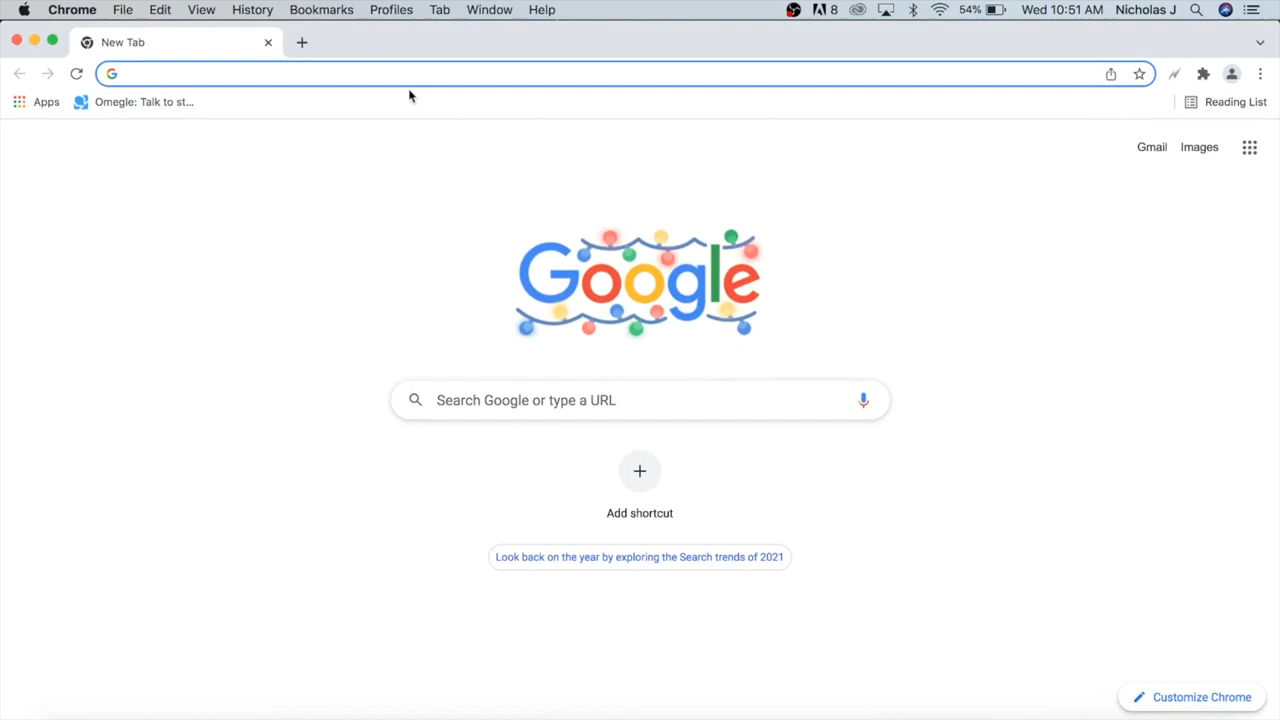 Chrome File Edit View History Bookmarks Profiles Tab Window Help 8 54% Wed 10:51 AM Nicholas J
New Tab
Apps Omegle: Talk to st... Reading List
Gmail Images
Google
Search Google or type a URL
Add shortcut
Look back on the year by exploring the Search trends of 2021
Customize Chrome